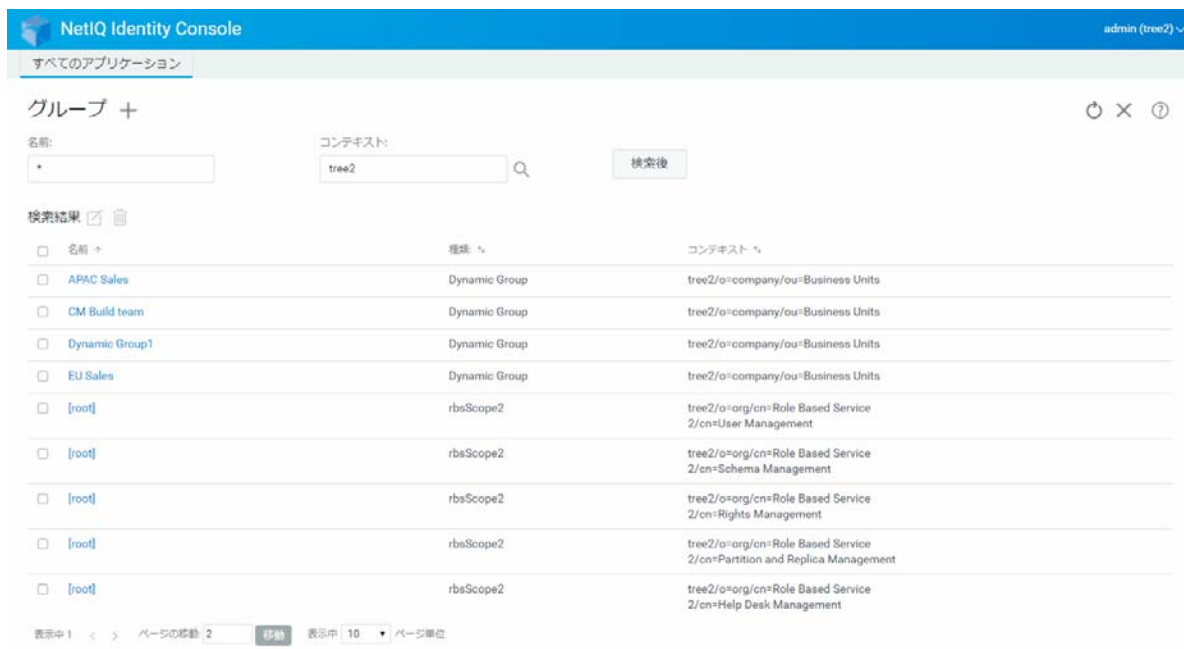 NetIQ Identity Console
admin (tree2)
すべてのアプリケーション
グループ
名前:
コンテキスト:
*
tree2
検索後
検索結果
名前
種類:
コンテキスト
APAC Sales
Dynamic Group
tree2/o=company/ou=Business Units
CM Build team
Dynamic Group
tree2/o=company/ou=Business Units
Dynamic Group1
Dynamic Group
tree2/o=company/ou=Business Units
EU Sales
Dynamic Group
tree2/o=company/ou=Business Units
[root]
rbsScope2
tree2/o=org/cn=Role Based Service
2/cn=User Management
[root]
rbsScope2
tree2/o=org/cn=Role Based Service
2/cn=Schema Management
[root]
rbsScope2
tree2/o=org/cn=Role Based Service
2/cn=Rights Management
[root]
rbsScope2
tree2/o=org/cn=Role Based Service
2/cn=Partition and Replica Management
[root]
rbsScope2
tree2/o=org/cn=Role Based Service
2/cn=Help Desk Management
表示中 1
ページの移動 2
移動
表示中 10
ページ単位